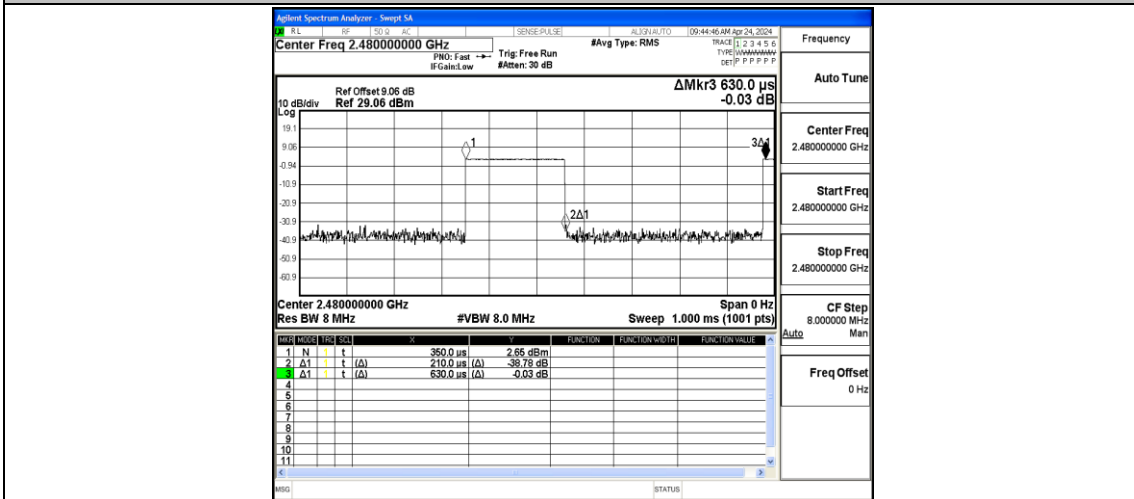 Agilent Spectrum Analyzer - Swept SA
RL RF 50 Ω AC SENSE:PULSE ALIGNAUTO 09:44:46 AM Apr 24, 2024
Center Freq 2.480000000 GHz #Avg Type: RMS TRACE 1 2 3 4 5 6
PNO: Fast Trig: Free Run TYPE
IFGain:Low #Atten: 30 dB DET P P P P P P
Frequency
ΔMkr3 630.0 µs
-0.03 dB
Ref Offset 9.06 dB
10 dB/div Ref 29.06 dBm
Log
19.1
9.06
-0.94
-10.9
-20.9
-30.9
-40.9
-50.9
-60.9
1
2Δ1
3Δ1
Center 2.480000000 GHz Span 0 Hz
Res BW 8 MHz #VBW 8.0 MHz Sweep 1.000 ms (1001 pts)
MKR MODE TRC SCL X Y FUNCTION FUNCTION WIDTH FUNCTION VALUE
1 N 1 t 350.0 µs 2.65 dBm
2 Δ1 1 t (Δ) 210.0 µs (Δ) -38.78 dB
3 Δ1 1 t (Δ) 630.0 µs (Δ) -0.03 dB
4
5
6
7
8
9
10
11
MSG STATUS
Auto Tune
Center Freq
2.480000000 GHz
Start Freq
2.480000000 GHz
Stop Freq
2.480000000 GHz
CF Step
8.000000 MHz
Auto Man
Freq Offset
0 Hz